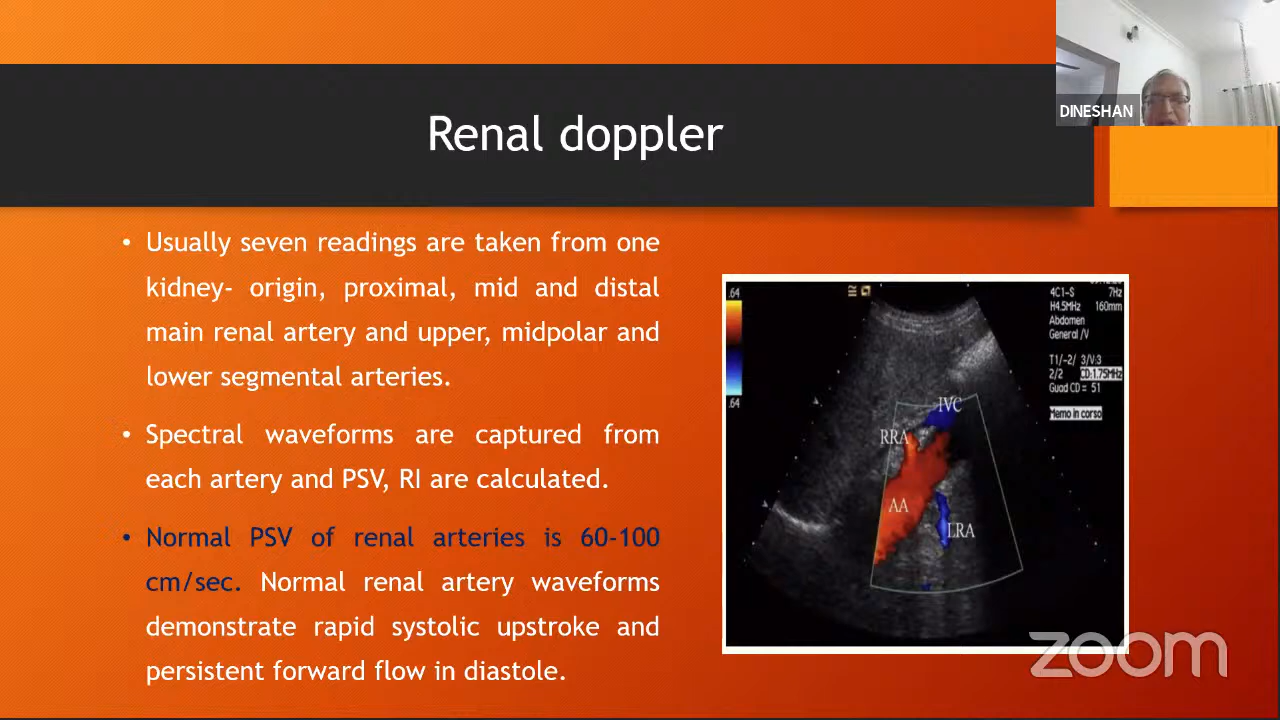 DINESHAN
Renal doppler
• Usually seven readings are taken from one
kidney- origin, proximal, mid and distal
main renal artery and upper, midpolar and
lower segmental arteries.
• Spectral waveforms are captured from
each artery and PSV, RI are calculated.
• Normal PSV of renal arteries is 60-100
cm/sec. Normal renal artery waveforms
demonstrate rapid systolic upstroke and
persistent forward flow in diastole.
.64
.64
4C1-S 7Hz
H4.5MHz 160mm
Abdomen
General /V
T1/-2/ 3/V:3
2/2 CD:1.75MHz
Guad CD = 51
Memo in corso
IVC
RRA
AA
LRA
zoom